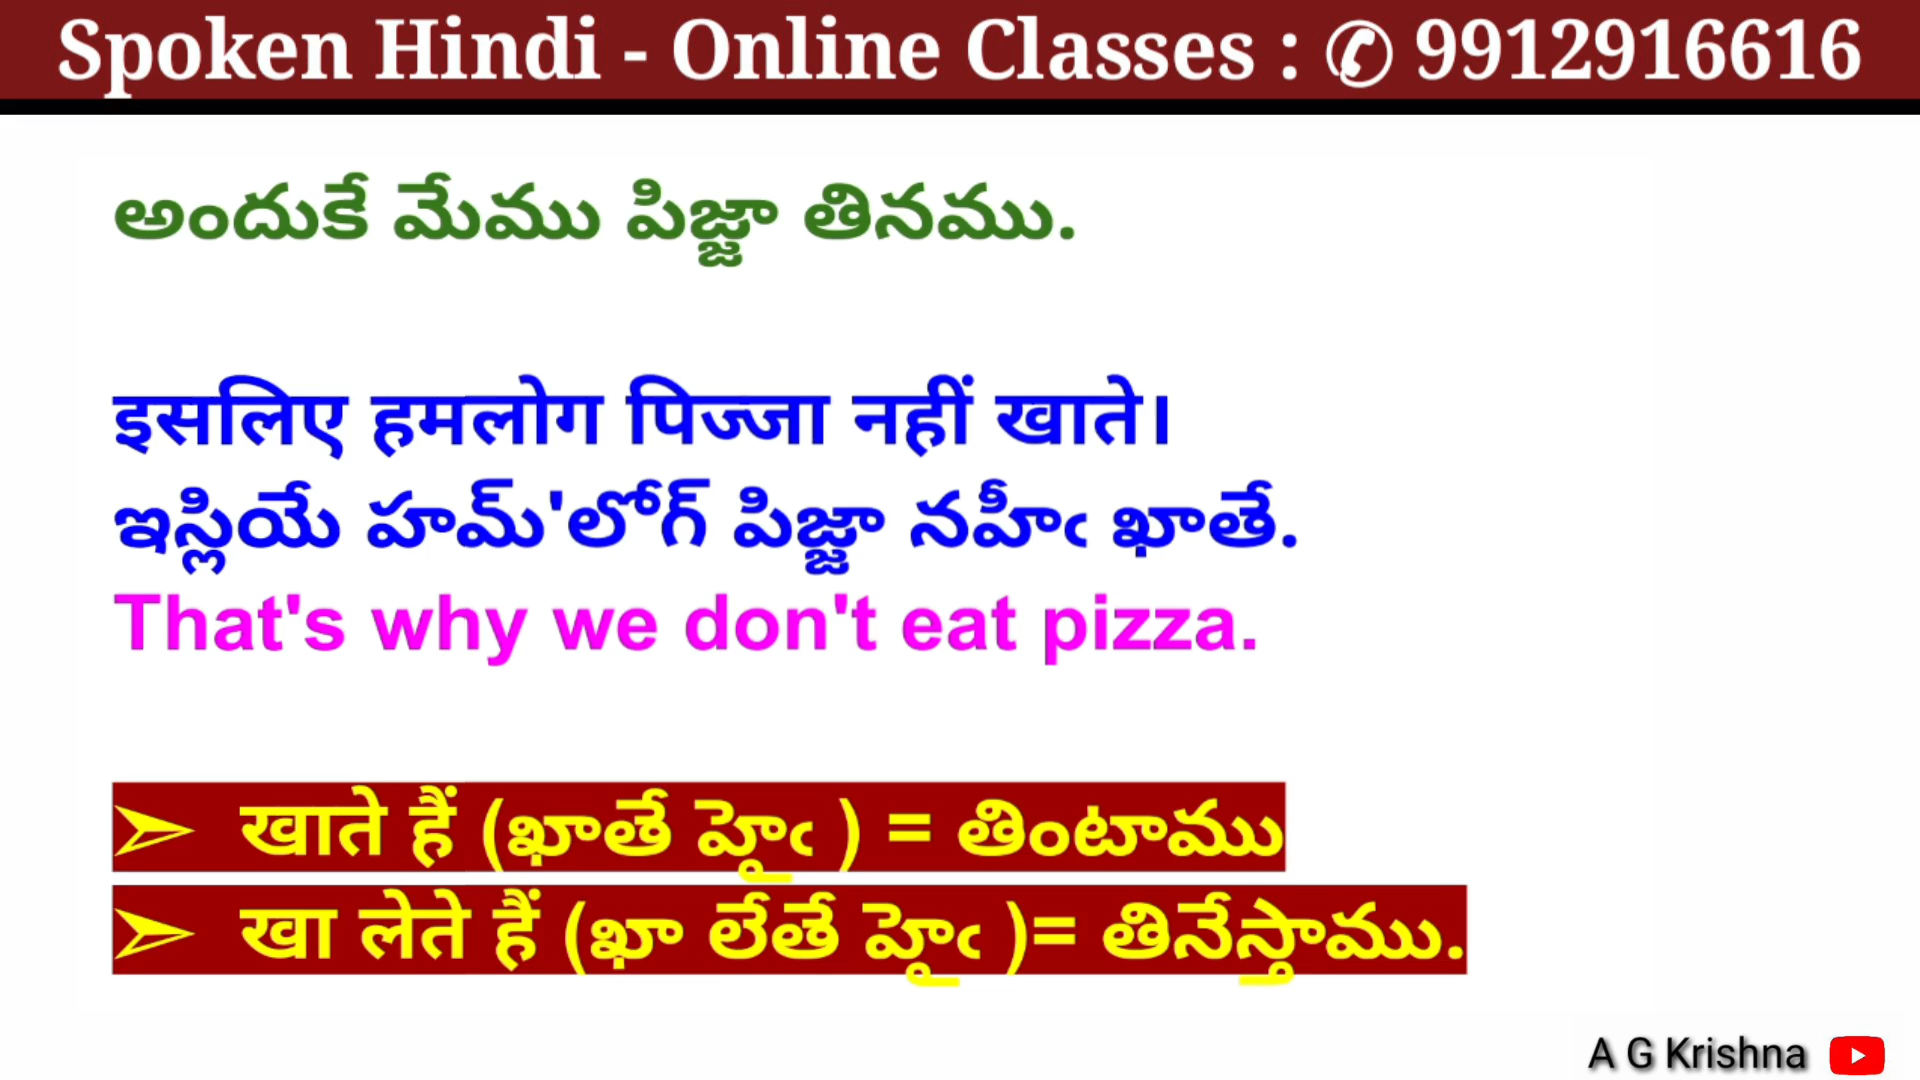 Spoken Hindi - Online Classes : ✆ 9912916616
అందుకే మేము పిజ్జా తినము.
इसलिए हमलोग पिज्जा नहीं खाते।
ఇస్లియే హమ్'లోగ్ పిజ్జా నహీఁ ఖాతే.
That's why we don't eat pizza.
➢ खाते हैं (ఖాతే హైఁ ) = తింటాము
➢ खा लेते हैं (ఖా లేతే హైఁ )= తినేస్తాము.
A G Krishna